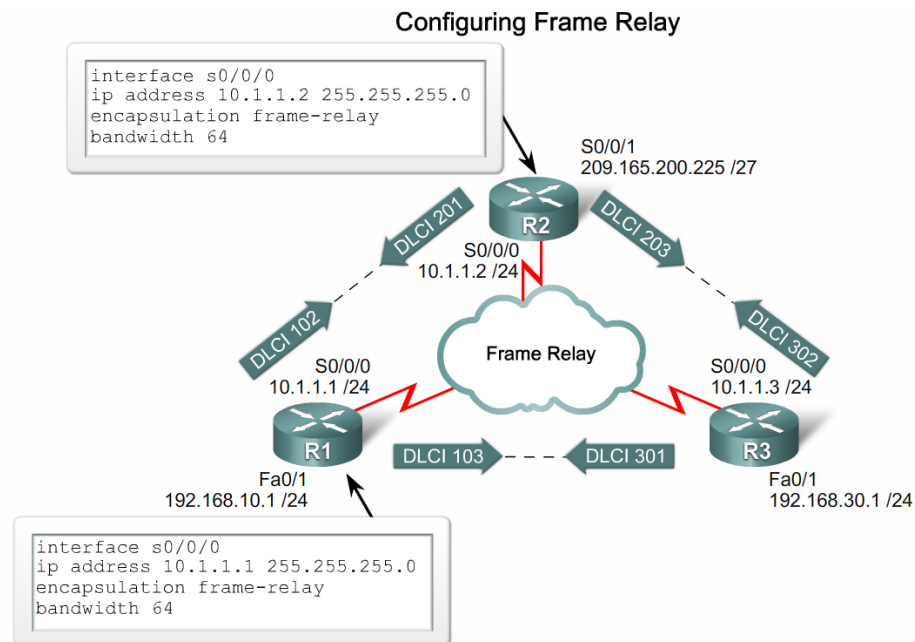 Configuring Frame Relay
interface s0/0/0
ip address 10.1.1.2 255.255.255.0
encapsulation frame-relay
bandwidth 64
S0/0/1
209.165.200.225 /27
R2
DLCI 201
DLCI 203
S0/0/0
10.1.1.2 /24
DLCI 102
DLCI 302
Frame Relay
S0/0/0
10.1.1.1 /24
S0/0/0
10.1.1.3 /24
R1
DLCI 103
DLCI 301
R3
Fa0/1
192.168.10.1 /24
Fa0/1
192.168.30.1 /24
interface s0/0/0
ip address 10.1.1.1 255.255.255.0
encapsulation frame-relay
bandwidth 64